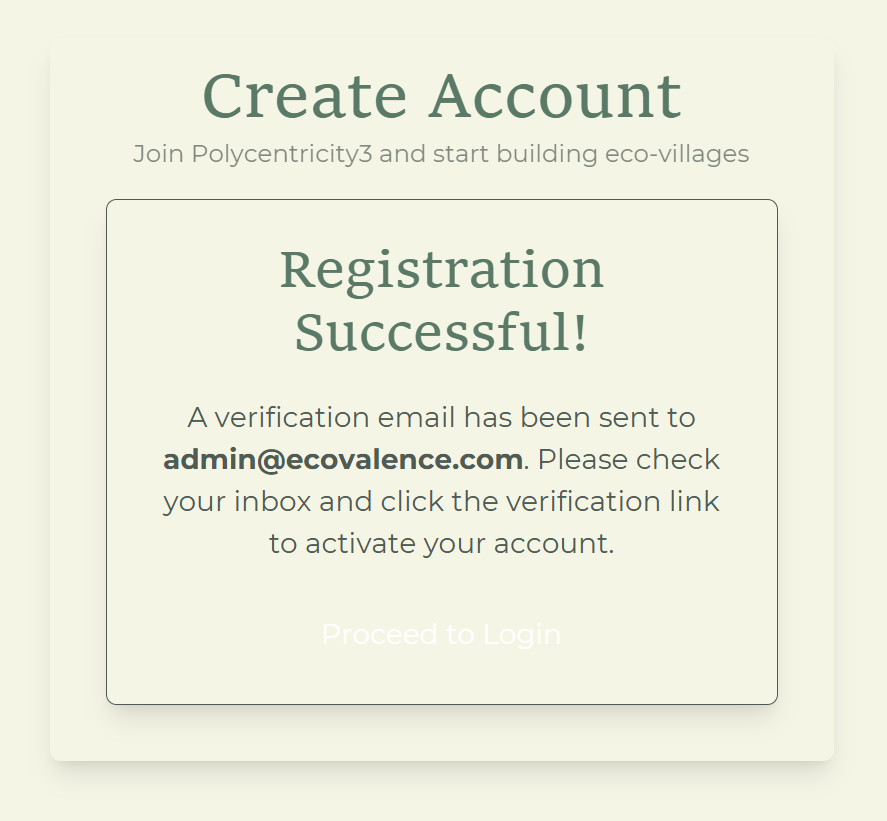 Create Account
Join Polycentricity3 and start building eco-villages
Registration
Successful!
A verification email has been sent to
admin@ecovalence.com. Please check
your inbox and click the verification link
to activate your account.
Proceed to Login